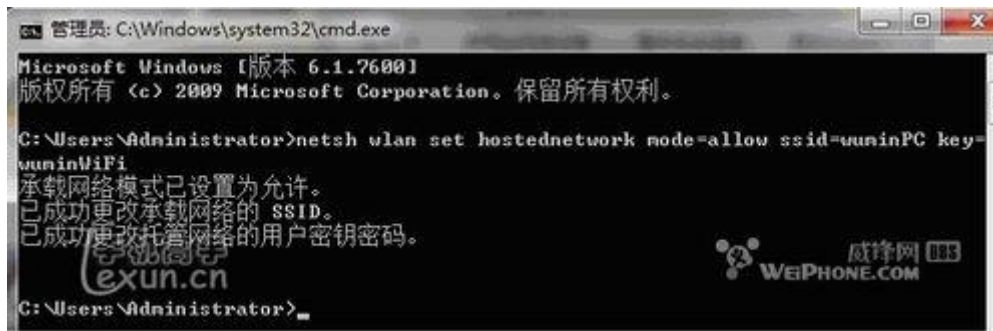 管理员: C:\Windows\system32\cmd.exe
Microsoft Windows [版本 6.1.7600]
版权所有 (c) 2009 Microsoft Corporation。保留所有权利。
C:\Users\Administrator>netsh wlan set hostednetwork mode=allow ssid=wuminPC key=
wuminWiFi
承载网络模式已设置为允许。
已成功更改承载网络的 SSID。
已成功更改托管网络的用户密钥密码。
exun.cn
威锋网 BBS
WEIPHONE.COM
C:\Users\Administrator>